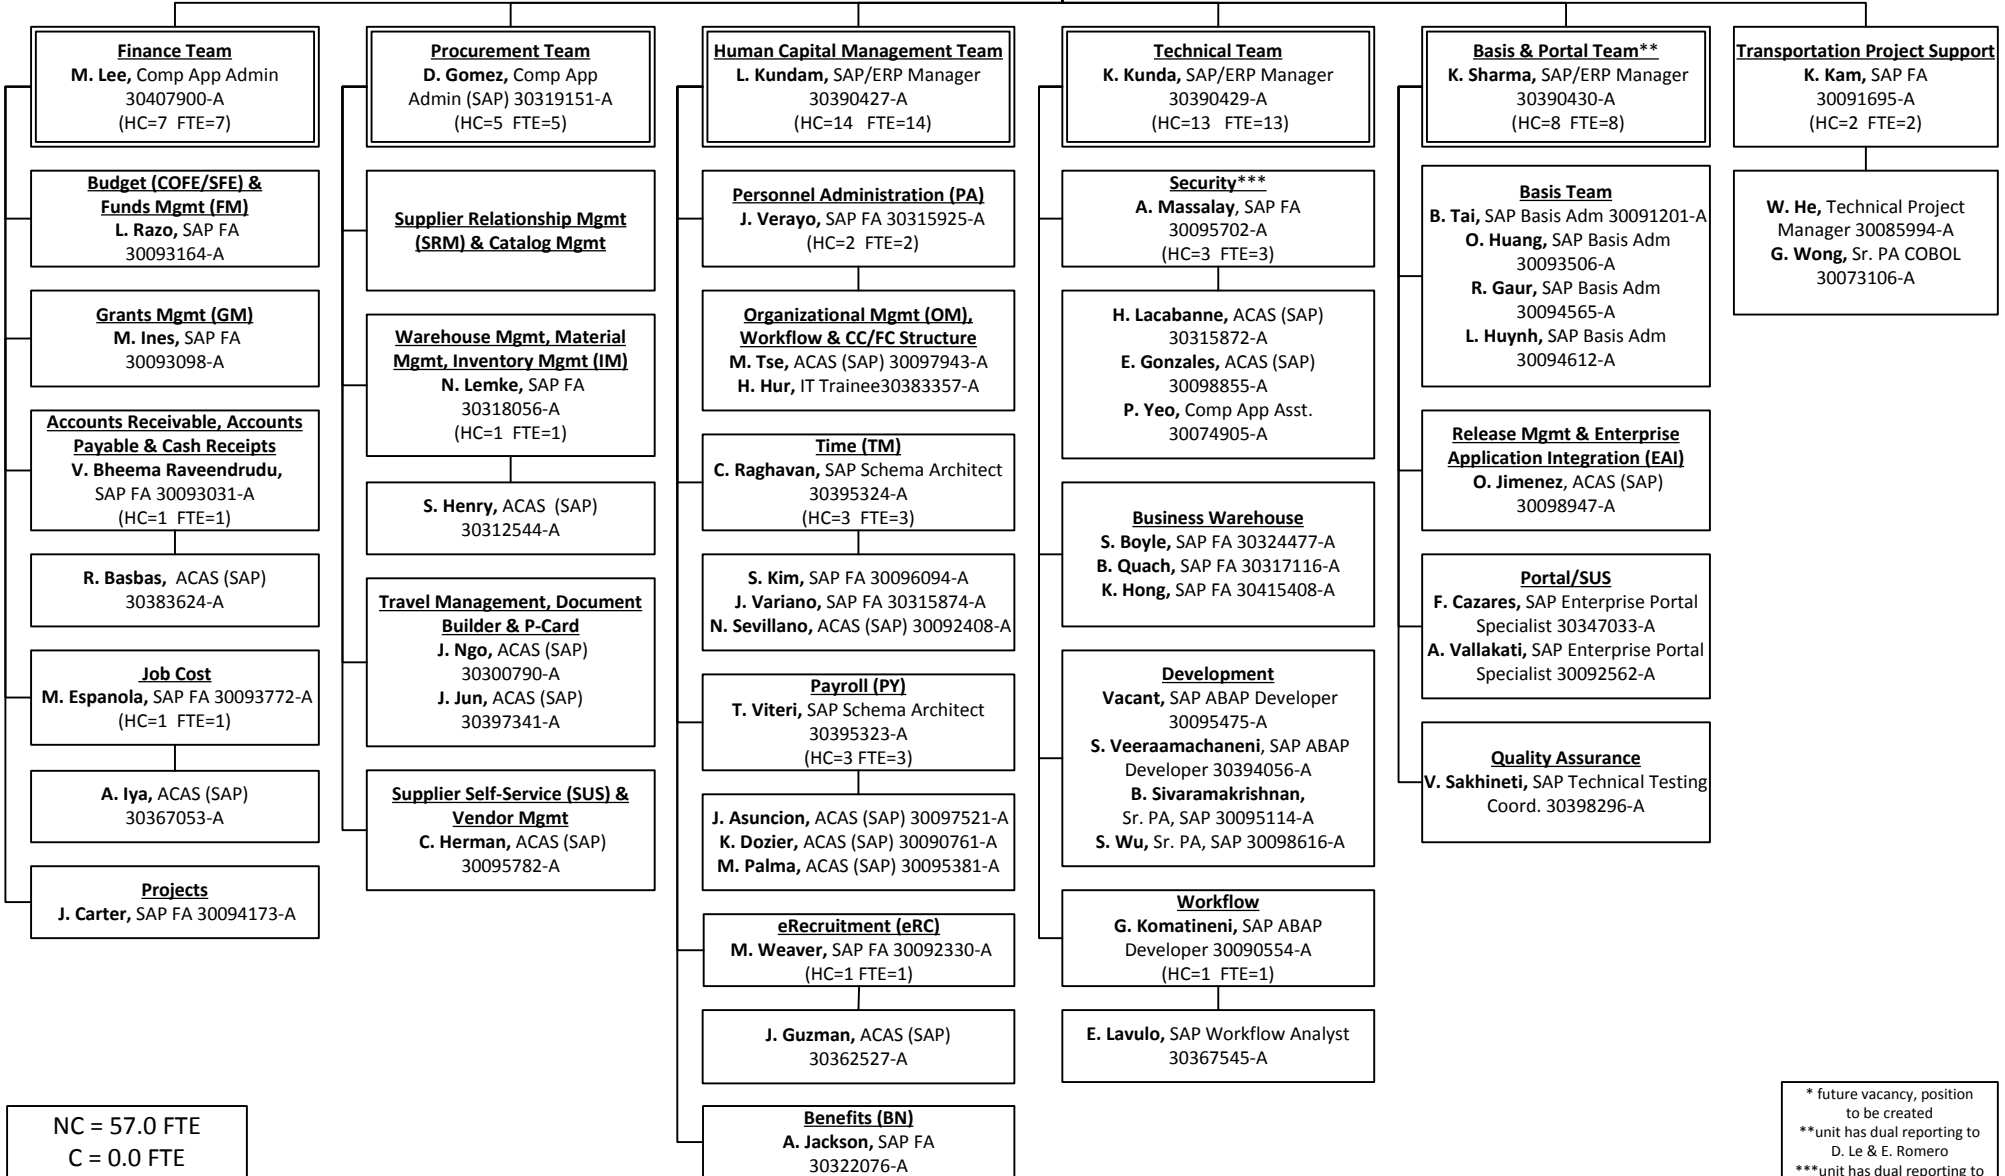 Finance Team
M. Lee, Comp App Admin
30407900-A
(HC=7 FTE=7)
Budget (COFE/SFE) &
Funds Mgmt (FM)
L. Razo, SAP FA
30093164-A
Grants Mgmt (GM)
M. Ines, SAP FA
30093098-A
Accounts Receivable, Accounts
Payable & Cash Receipts
V. Bheema Raveendrudu,
SAP FA 30093031-A
(HC=1 FTE=1)
R. Basbas, ACAS (SAP)
30383624-A
Job Cost
M. Espanola, SAP FA 30093772-A
(HC=1 FTE=1)
A. Iya, ACAS (SAP)
30367053-A
Projects
J. Carter, SAP FA 30094173-A
Procurement Team
D. Gomez, Comp App
Admin (SAP) 30319151-A
(HC=5 FTE=5)
Supplier Relationship Mgmt
(SRM) & Catalog Mgmt
Warehouse Mgmt, Material
Mgmt, Inventory Mgmt (IM)
N. Lemke, SAP FA
30318056-A
(HC=1 FTE=1)
S. Henry, ACAS (SAP)
30312544-A
Travel Management, Document
Builder & P-Card
J. Ngo, ACAS (SAP)
30300790-A
J. Jun, ACAS (SAP)
30397341-A
Supplier Self-Service (SUS) &
Vendor Mgmt
C. Herman, ACAS (SAP)
30095782-A
Human Capital Management Team
L. Kundam, SAP/ERP Manager
30390427-A
(HC=14 FTE=14)
Personnel Administration (PA)
J. Verayo, SAP FA 30315925-A
(HC=2 FTE=2)
Organizational Mgmt (OM),
Workflow & CC/FC Structure
M. Tse, ACAS (SAP) 30097943-A
H. Hur, IT Trainee30383357-A
Time (TM)
C. Raghavan, SAP Schema Architect
30395324-A
(HC=3 FTE=3)
S. Kim, SAP FA 30096094-A
J. Variano, SAP FA 30315874-A
N. Sevillano, ACAS (SAP) 30092408-A
Payroll (PY)
T. Viteri, SAP Schema Architect
30395323-A
(HC=3 FTE=3)
J. Asuncion, ACAS (SAP) 30097521-A
K. Dozier, ACAS (SAP) 30090761-A
M. Palma, ACAS (SAP) 30095381-A
eRecruitment (eRC)
M. Weaver, SAP FA 30092330-A
(HC=1 FTE=1)
J. Guzman, ACAS (SAP)
30362527-A
Benefits (BN)
A. Jackson, SAP FA
30322076-A
Technical Team
K. Kunda, SAP/ERP Manager
30390429-A
(HC=13 FTE=13)
Security***
A. Massalay, SAP FA
30095702-A
(HC=3 FTE=3)
H. Lacabanne, ACAS (SAP)
30315872-A
E. Gonzales, ACAS (SAP)
30098855-A
P. Yeo, Comp App Asst.
30074905-A
Business Warehouse
S. Boyle, SAP FA 30324477-A
B. Quach, SAP FA 30317116-A
K. Hong, SAP FA 30415408-A
Development
Vacant, SAP ABAP Developer
30095475-A
S. Veeraamachaneni, SAP ABAP
Developer 30394056-A
B. Sivaramakrishnan,
Sr. PA, SAP 30095114-A
S. Wu, Sr. PA, SAP 30098616-A
Workflow
G. Komatineni, SAP ABAP
Developer 30090554-A
(HC=1 FTE=1)
E. Lavulo, SAP Workflow Analyst
30367545-A
Basis & Portal Team**
K. Sharma, SAP/ERP Manager
30390430-A
(HC=8 FTE=8)
Basis Team
B. Tai, SAP Basis Adm 30091201-A
O. Huang, SAP Basis Adm
30093506-A
R. Gaur, SAP Basis Adm
30094565-A
L. Huynh, SAP Basis Adm
30094612-A
Release Mgmt & Enterprise
Application Integration (EAI)
O. Jimenez, ACAS (SAP)
30098947-A
Portal/SUS
F. Cazares, SAP Enterprise Portal
Specialist 30347033-A
A. Vallakati, SAP Enterprise Portal
Specialist 30092562-A
Quality Assurance
V. Sakhineti, SAP Technical Testing
Coord. 30398296-A
Transportation Project Support
K. Kam, SAP FA
30091695-A
(HC=2 FTE=2)
W. He, Technical Project
Manager 30085994-A
G. Wong, Sr. PA COBOL
30073106-A
NC = 57.0 FTE
C = 0.0 FTE
* future vacancy, position
to be created
**unit has dual reporting to
D. Le & E. Romero
***unit has dual reporting to